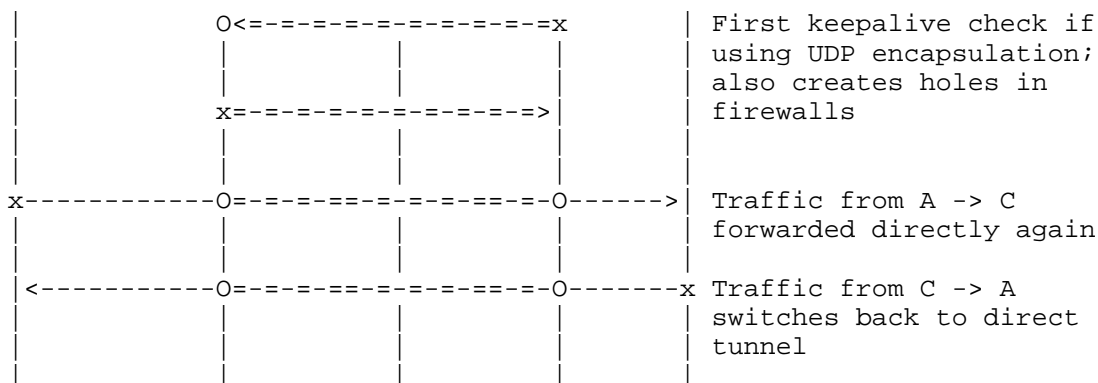 |             O<=-=-=-=-=-=-=-=-=x       | First keepalive check if
|             |          |         |       | using UDP encapsulation;
|             |          |         |       | also creates holes in
|             x=-=-=-=-=-=-=-=-=>|       | firewalls
|             |          |         |       |
|             |          |         |       |
x-------------O=-=-=-==-=-=-=-==-=-O------>| Traffic from A -> C
|             |          |         |       | forwarded directly again
|             |          |         |       |
|<------------O=-=-=-==-=-=-=-==-=-O-------x Traffic from C -> A
|             |          |         |       | switches back to direct
|             |          |         |       | tunnel
|             |          |         |       |